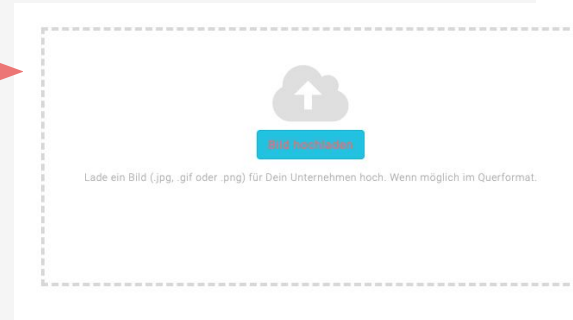 Bild hochladen
Lade ein Bild (.jpg, .gif oder .png) für Dein Unternehmen hoch. Wenn möglich im Querformat.